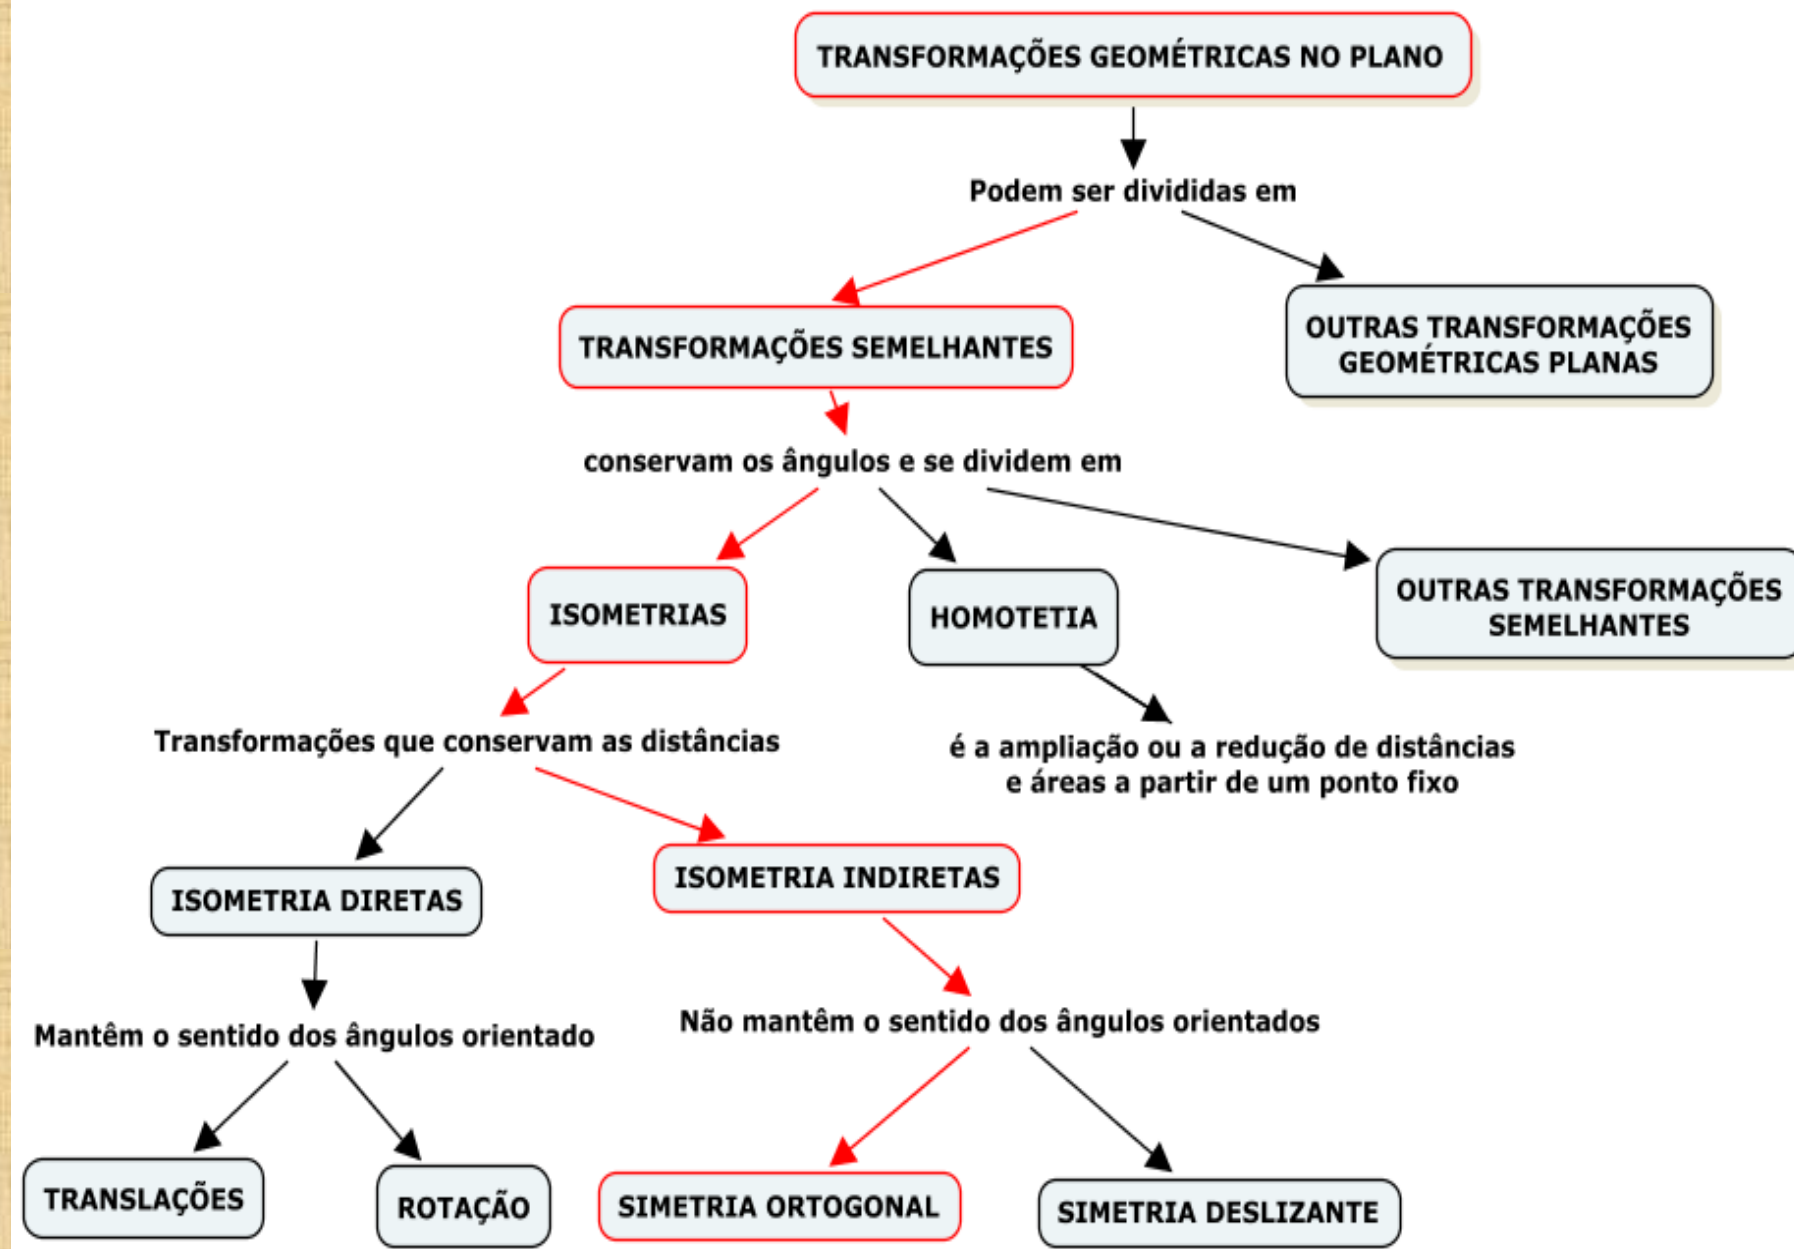 TRANSFORMAÇÕES GEOMÉTRICAS NO PLANO
Podem ser divididas em
TRANSFORMAÇÕES SEMELHANTES
OUTRAS TRANSFORMAÇÕES
GEOMÉTRICAS PLANAS
conservam os ângulos e se dividem em
ISOMETRIAS
HOMOTETIA
OUTRAS TRANSFORMAÇÕES
SEMELHANTES
Transformações que conservam as distâncias
é a ampliação ou a redução de distâncias
e áreas a partir de um ponto fixo
ISOMETRIA DIRETAS
ISOMETRIA INDIRETAS
Mantêm o sentido dos ângulos orientado
Não mantêm o sentido dos ângulos orientados
TRANSLAÇÕES
ROTAÇÃO
SIMETRIA ORTOGONAL
SIMETRIA DESLIZANTE